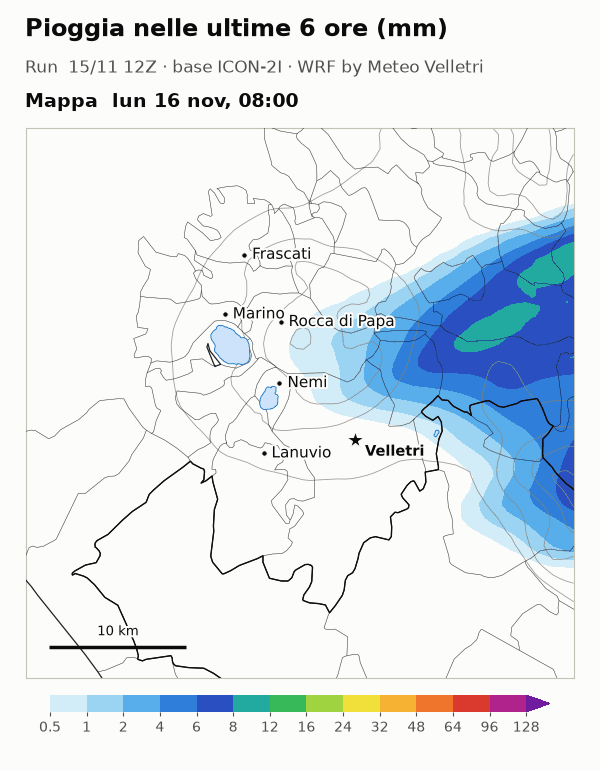 Pioggia nelle ultime 6 ore (mm)
Run  15/11 12Z · base ICON-2I · WRF by Meteo Velletri
Mappa  lun 16 nov, 08:00
Frascati
Marino
Rocca di Papa
Nemi
Velletri
Lanuvio
10 km
0.5 1 2 4 6 8 12 16 24 32 48 64 96 128